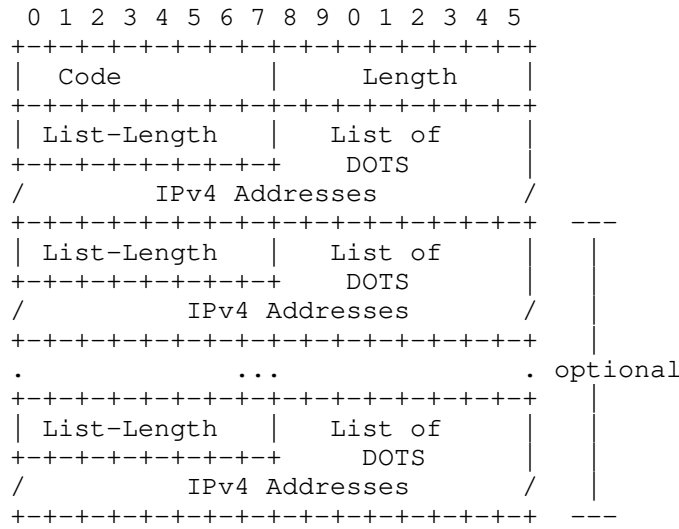 0 1 2 3 4 5 6 7 8 9 0 1 2 3 4 5
+-+-+-+-+-+-+-+-+-+-+-+-+-+-+-+-+
| Code | Length |
+-+-+-+-+-+-+-+-+-+-+-+-+-+-+-+-+
| List-Length | List of |
+-+-+-+-+-+-+-+-+ DOTS |
/ IPv4 Addresses /
+-+-+-+-+-+-+-+-+-+-+-+-+-+-+-+-+ ---
| List-Length | List of | |
+-+-+-+-+-+-+-+-+ DOTS | |
/ IPv4 Addresses / |
+-+-+-+-+-+-+-+-+-+-+-+-+-+-+-+-+ |
. ... . optional
+-+-+-+-+-+-+-+-+-+-+-+-+-+-+-+-+ |
| List-Length | List of | |
+-+-+-+-+-+-+-+-+ DOTS | |
/ IPv4 Addresses / |
+-+-+-+-+-+-+-+-+-+-+-+-+-+-+-+-+ ---